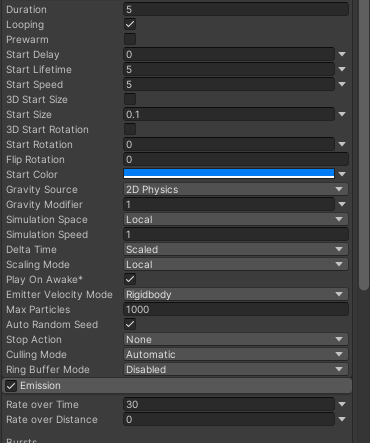 Duration 5
Looping
Prewarm
Start Delay 0
Start Lifetime 5
Start Speed 5
3D Start Size
Start Size 0.1
3D Start Rotation
Start Rotation 0
Flip Rotation 0
Start Color
Gravity Source 2D Physics
Gravity Modifier 1
Simulation Space Local
Simulation Speed 1
Delta Time Scaled
Scaling Mode Local
Play On Awake*
Emitter Velocity Mode Rigidbody
Max Particles 1000
Auto Random Seed
Stop Action None
Culling Mode Automatic
Ring Buffer Mode Disabled
Emission
Rate over Time 30
Rate over Distance 0
Bursts